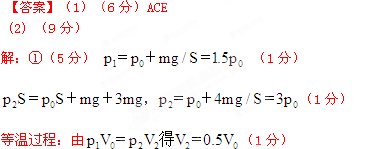 【答案】（1）（6分）ACE
（2）（9分）
解：①（5分） p₁＝p₀＋mg / S＝1.5p₀ （1分）
p₂S＝p₀S＋mg＋3mg，p₂＝p₀＋4mg / S＝3p₀（1分）
等温过程：由p₁V₀＝p₂V₂得V₂＝0.5V₀（1分）